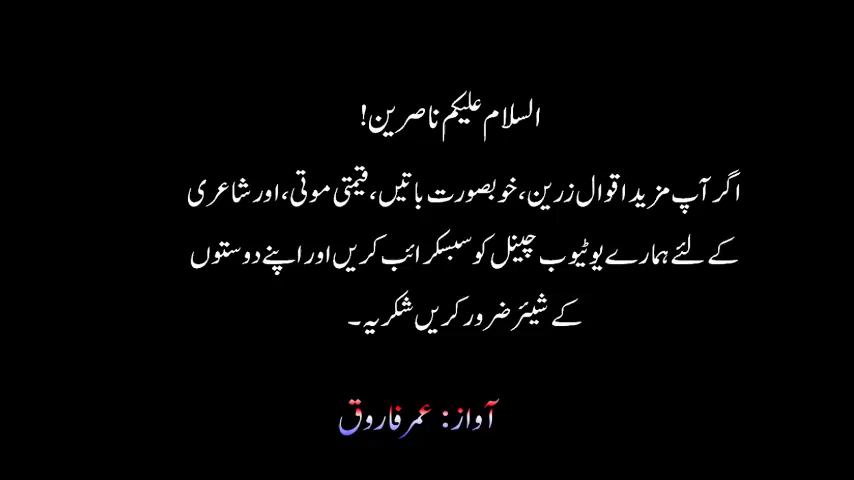 السلام علیکم ناصرین!
اگر آپ مزید اقوال زرین، خوبصورت باتیں، قیمتی موتی، اور شاعری
کے لئے ہمارے یوٹیوب چینل کو سبسکرائب کریں اور اپنے دوستوں
کے شیئر ضرور کریں شکریہ۔
آواز: عمر فاروق